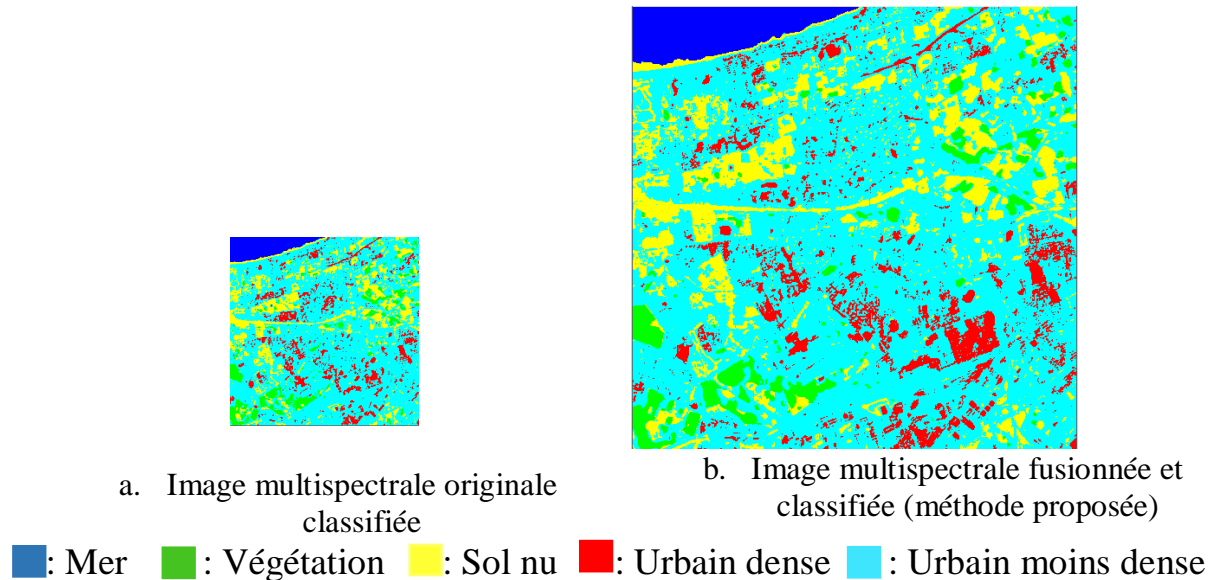 a. Image multispectrale originale
classifiée
b. Image multispectrale fusionnée et
classifiée (méthode proposée)
: Mer : Végétation : Sol nu : Urbain dense : Urbain moins dense